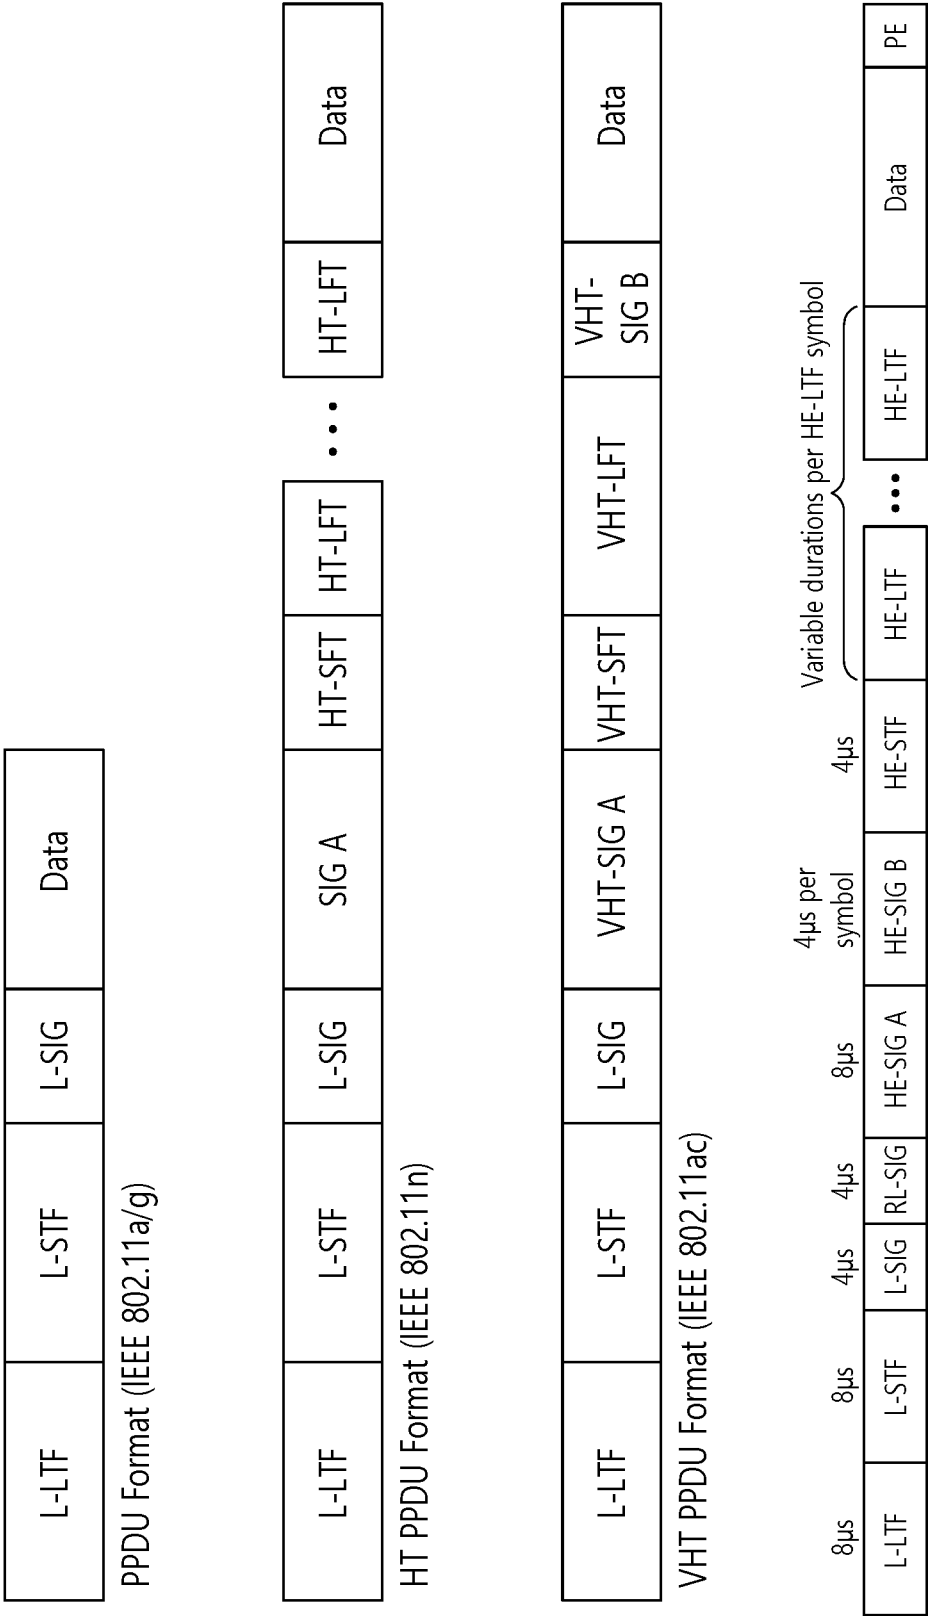 L-LTF L-STF L-SIG Data
PPDU Format (IEEE 802.11a/g)
L-LTF L-STF L-SIG SIG A HT-SFT HT-LFT ••• HT-LFT Data
HT PPDU Format (IEEE 802.11n)
L-LTF L-STF L-SIG VHT-SIG A VHT-SFT VHT-LFT VHT-
SIG B Data
VHT PPDU Format (IEEE 802.11ac)
Variable durations per HE-LTF symbol
8µs 8µs 4µs 4µs 8µs 4µs per
symbol 4µs
L-LTF L-STF L-SIG RL-SIG HE-SIG A HE-SIG B HE-STF HE-LTF ••• HE-LTF Data PE